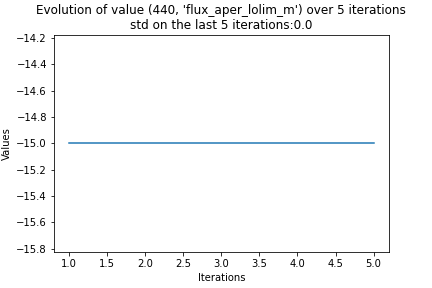 Evolution of value (440, 'flux_aper_lolim_m') over 5 iterations
std on the last 5 iterations:0.0
−14.2
−14.4
−14.6
−14.8
−15.0
−15.2
−15.4
−15.6
−15.8
Values
1.0 1.5 2.0 2.5 3.0 3.5 4.0 4.5 5.0
Iterations